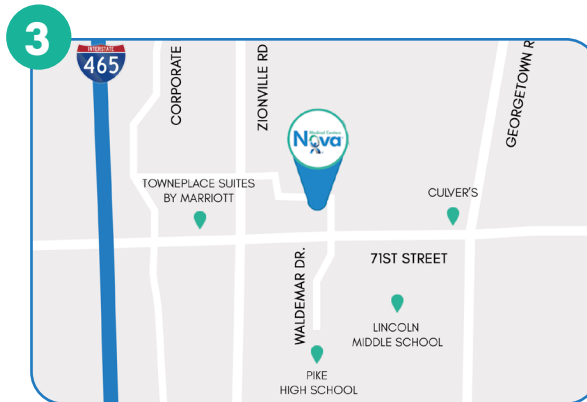 3
INTERSTATE
465
CORPORATE
ZIONVILLE RD
GEORGETOWN R
Medical Centers
Nova
TOWNEPLACE SUITES
BY MARRIOTT
CULVER'S
WALDEMAR DR.
71ST STREET
LINCOLN
MIDDLE SCHOOL
PIKE
HIGH SCHOOL